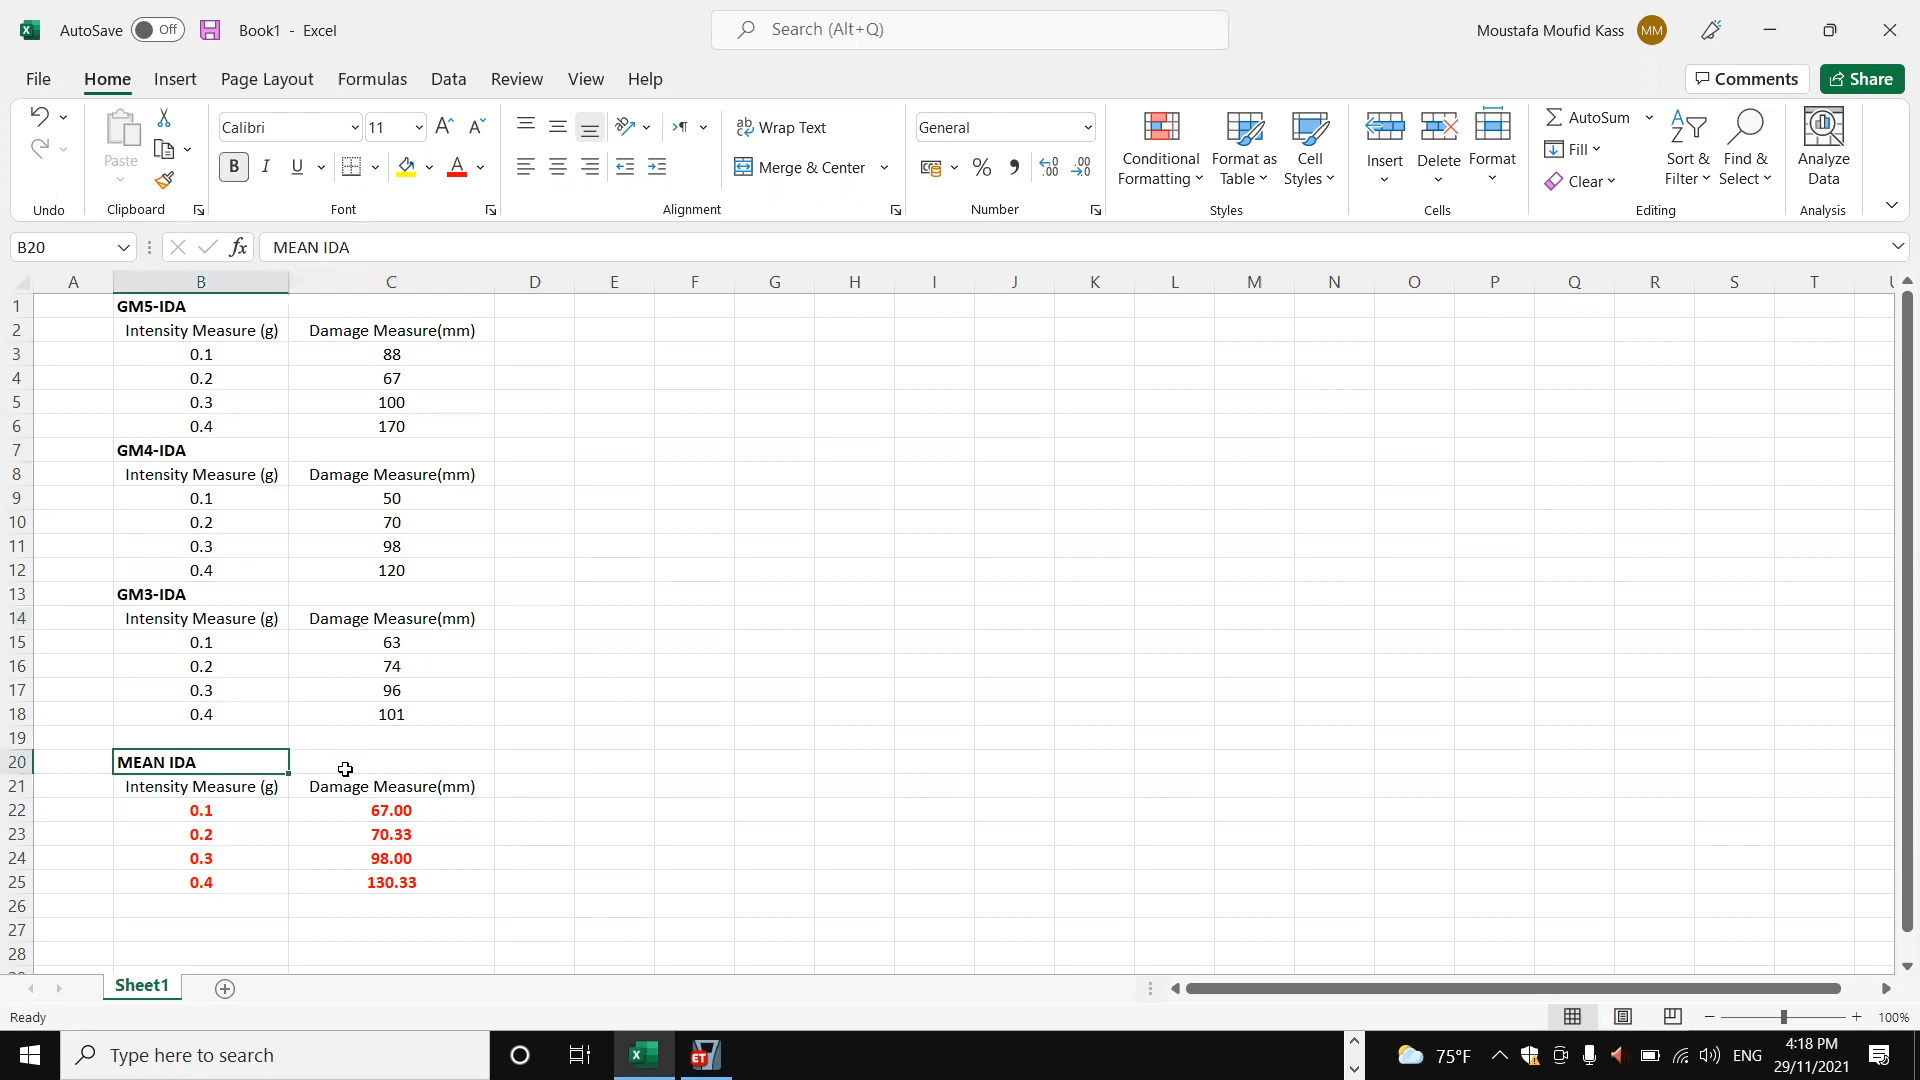 AutoSave Off Book1 - Excel Search (Alt+Q) Moustafa Moufid Kass MM
File Home Insert Page Layout Formulas Data Review View Help Comments Share
Paste Calibri 11 B I U Wrap Text Merge & Center General Conditional Formatting Format as Table Cell Styles Insert Delete Format AutoSum Fill Clear Sort & Filter Find & Select Analyze Data
Undo Clipboard Font Alignment Number Styles Cells Editing Analysis
B20 fx MEAN IDA
A B C D E F G H I J K L M N O P Q R S T
1 GM5-IDA
2 Intensity Measure (g) Damage Measure(mm)
3 0.1 88
4 0.2 67
5 0.3 100
6 0.4 170
7 GM4-IDA
8 Intensity Measure (g) Damage Measure(mm)
9 0.1 50
10 0.2 70
11 0.3 98
12 0.4 120
13 GM3-IDA
14 Intensity Measure (g) Damage Measure(mm)
15 0.1 63
16 0.2 74
17 0.3 96
18 0.4 101
19
20 MEAN IDA
21 Intensity Measure (g) Damage Measure(mm)
22 0.1 67.00
23 0.2 70.33
24 0.3 98.00
25 0.4 130.33
26
27
28
Sheet1
Ready 100%
Type here to search ET 75°F ENG 4:18 PM
29/11/2021